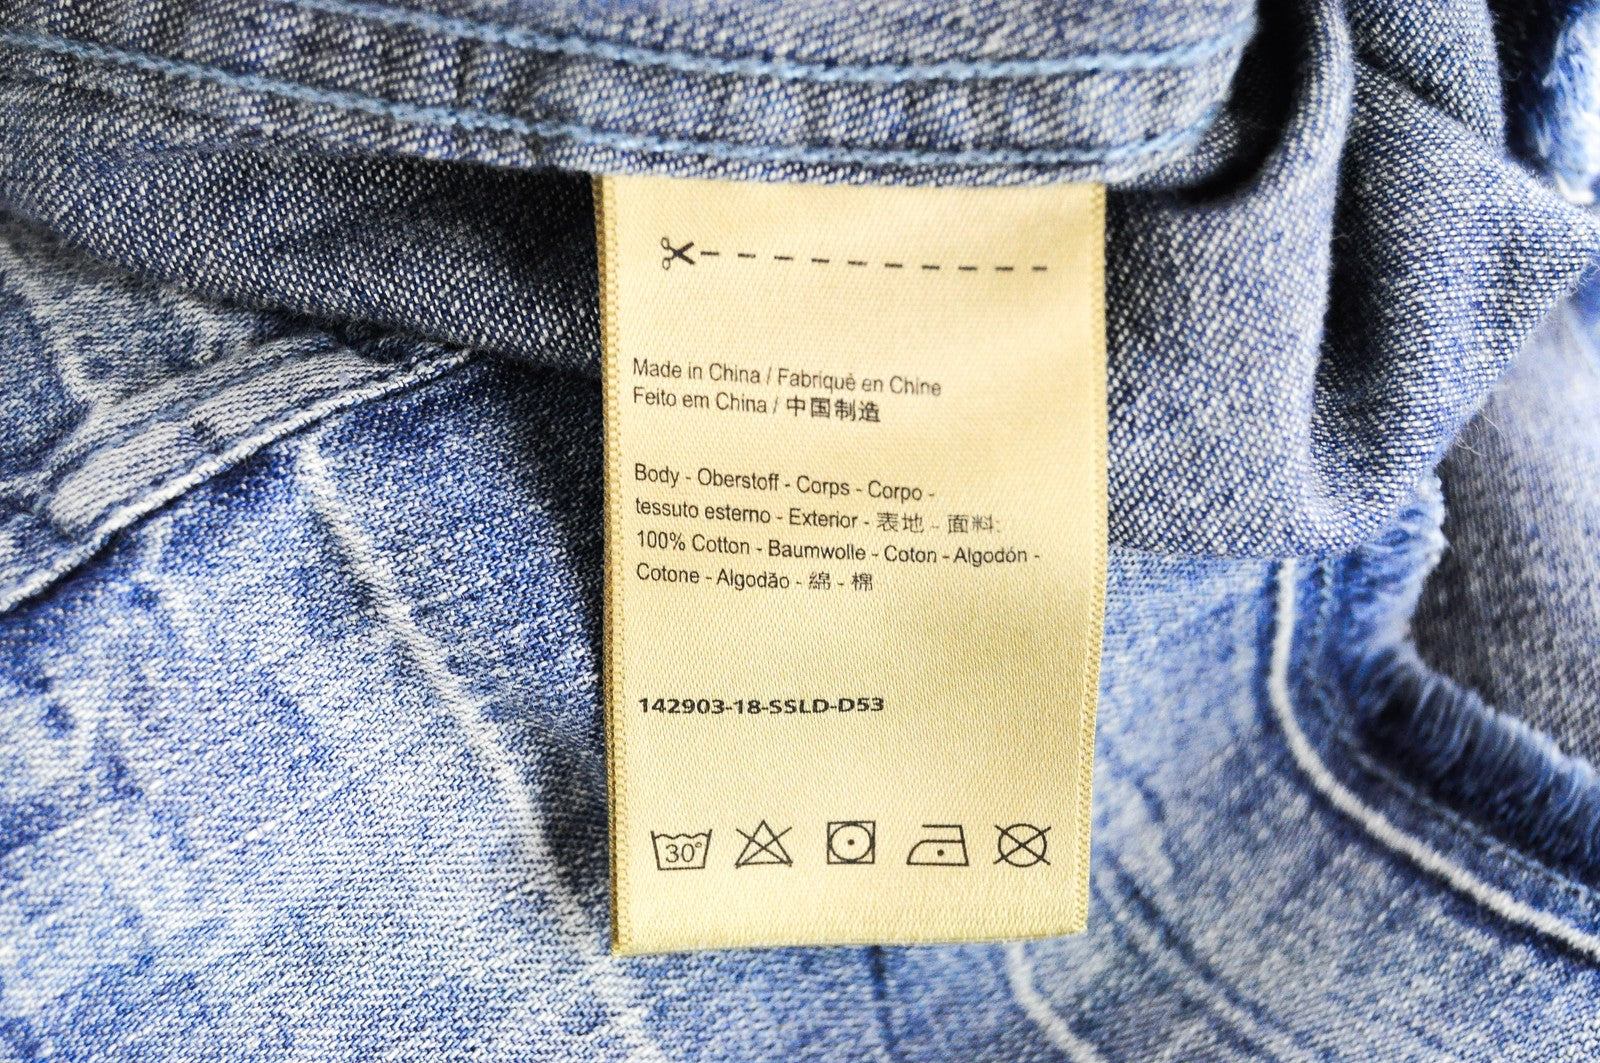 Made in China / Fabriqué en Chine
Feito em China / 中国制造
Body - Oberstoff - Corps - Corpo -
tessuto esterno - Exterior - 表地 - 面料:
100% Cotton - Baumwolle - Coton - Algodón -
Cotone - Algodão - 綿 - 棉
142903-18-SSLD-D53
30°